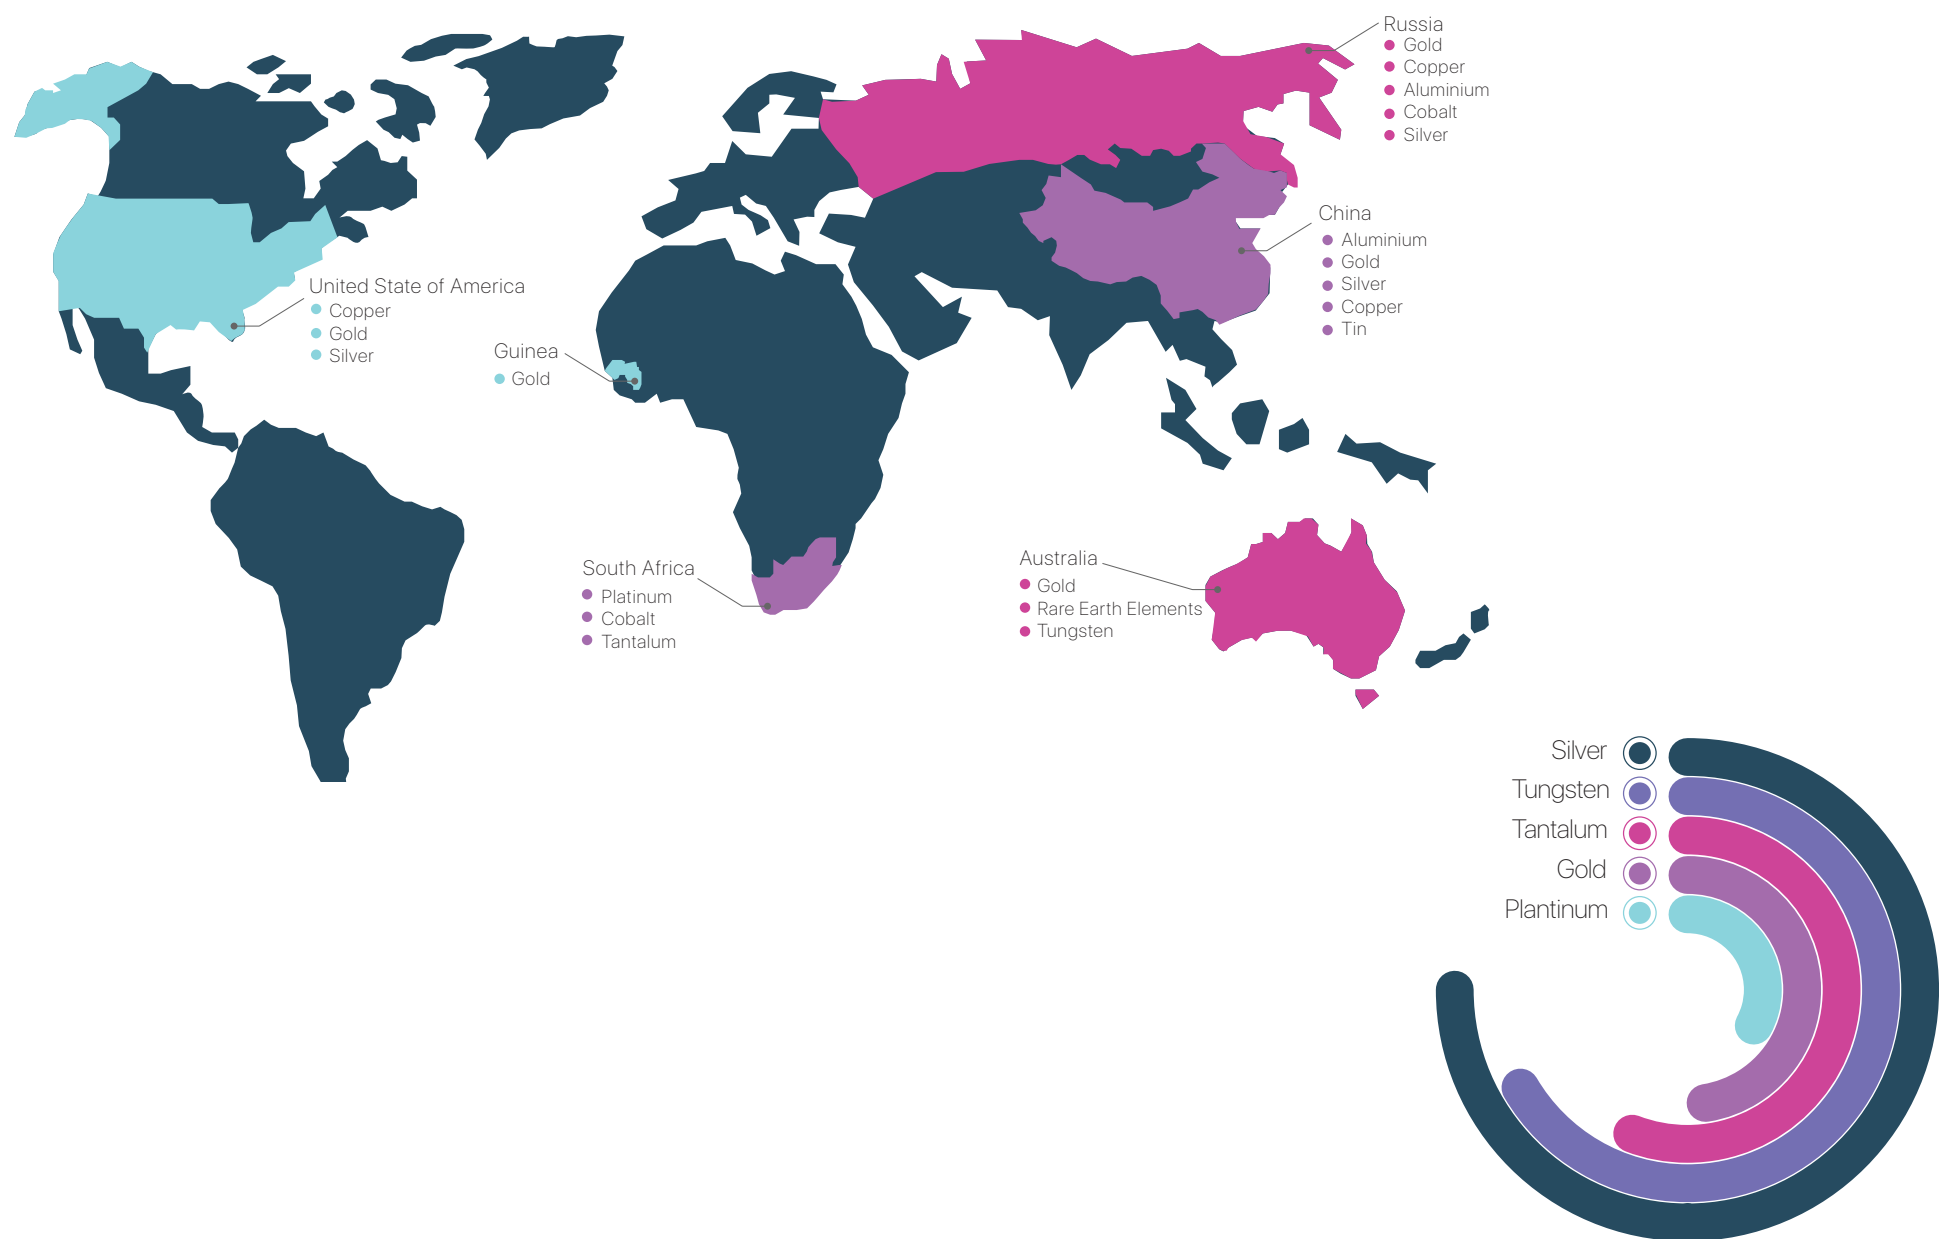 Russia
Gold
Copper
Aluminium
Cobalt
Silver
China
Aluminium
Gold
Silver
Copper
Tin
United State of America
Copper
Gold
Silver
Guinea
Gold
South Africa
Platinum
Cobalt
Tantalum
Australia
Gold
Rare Earth Elements
Tungsten
Silver
Tungsten
Tantalum
Gold
Plantinum